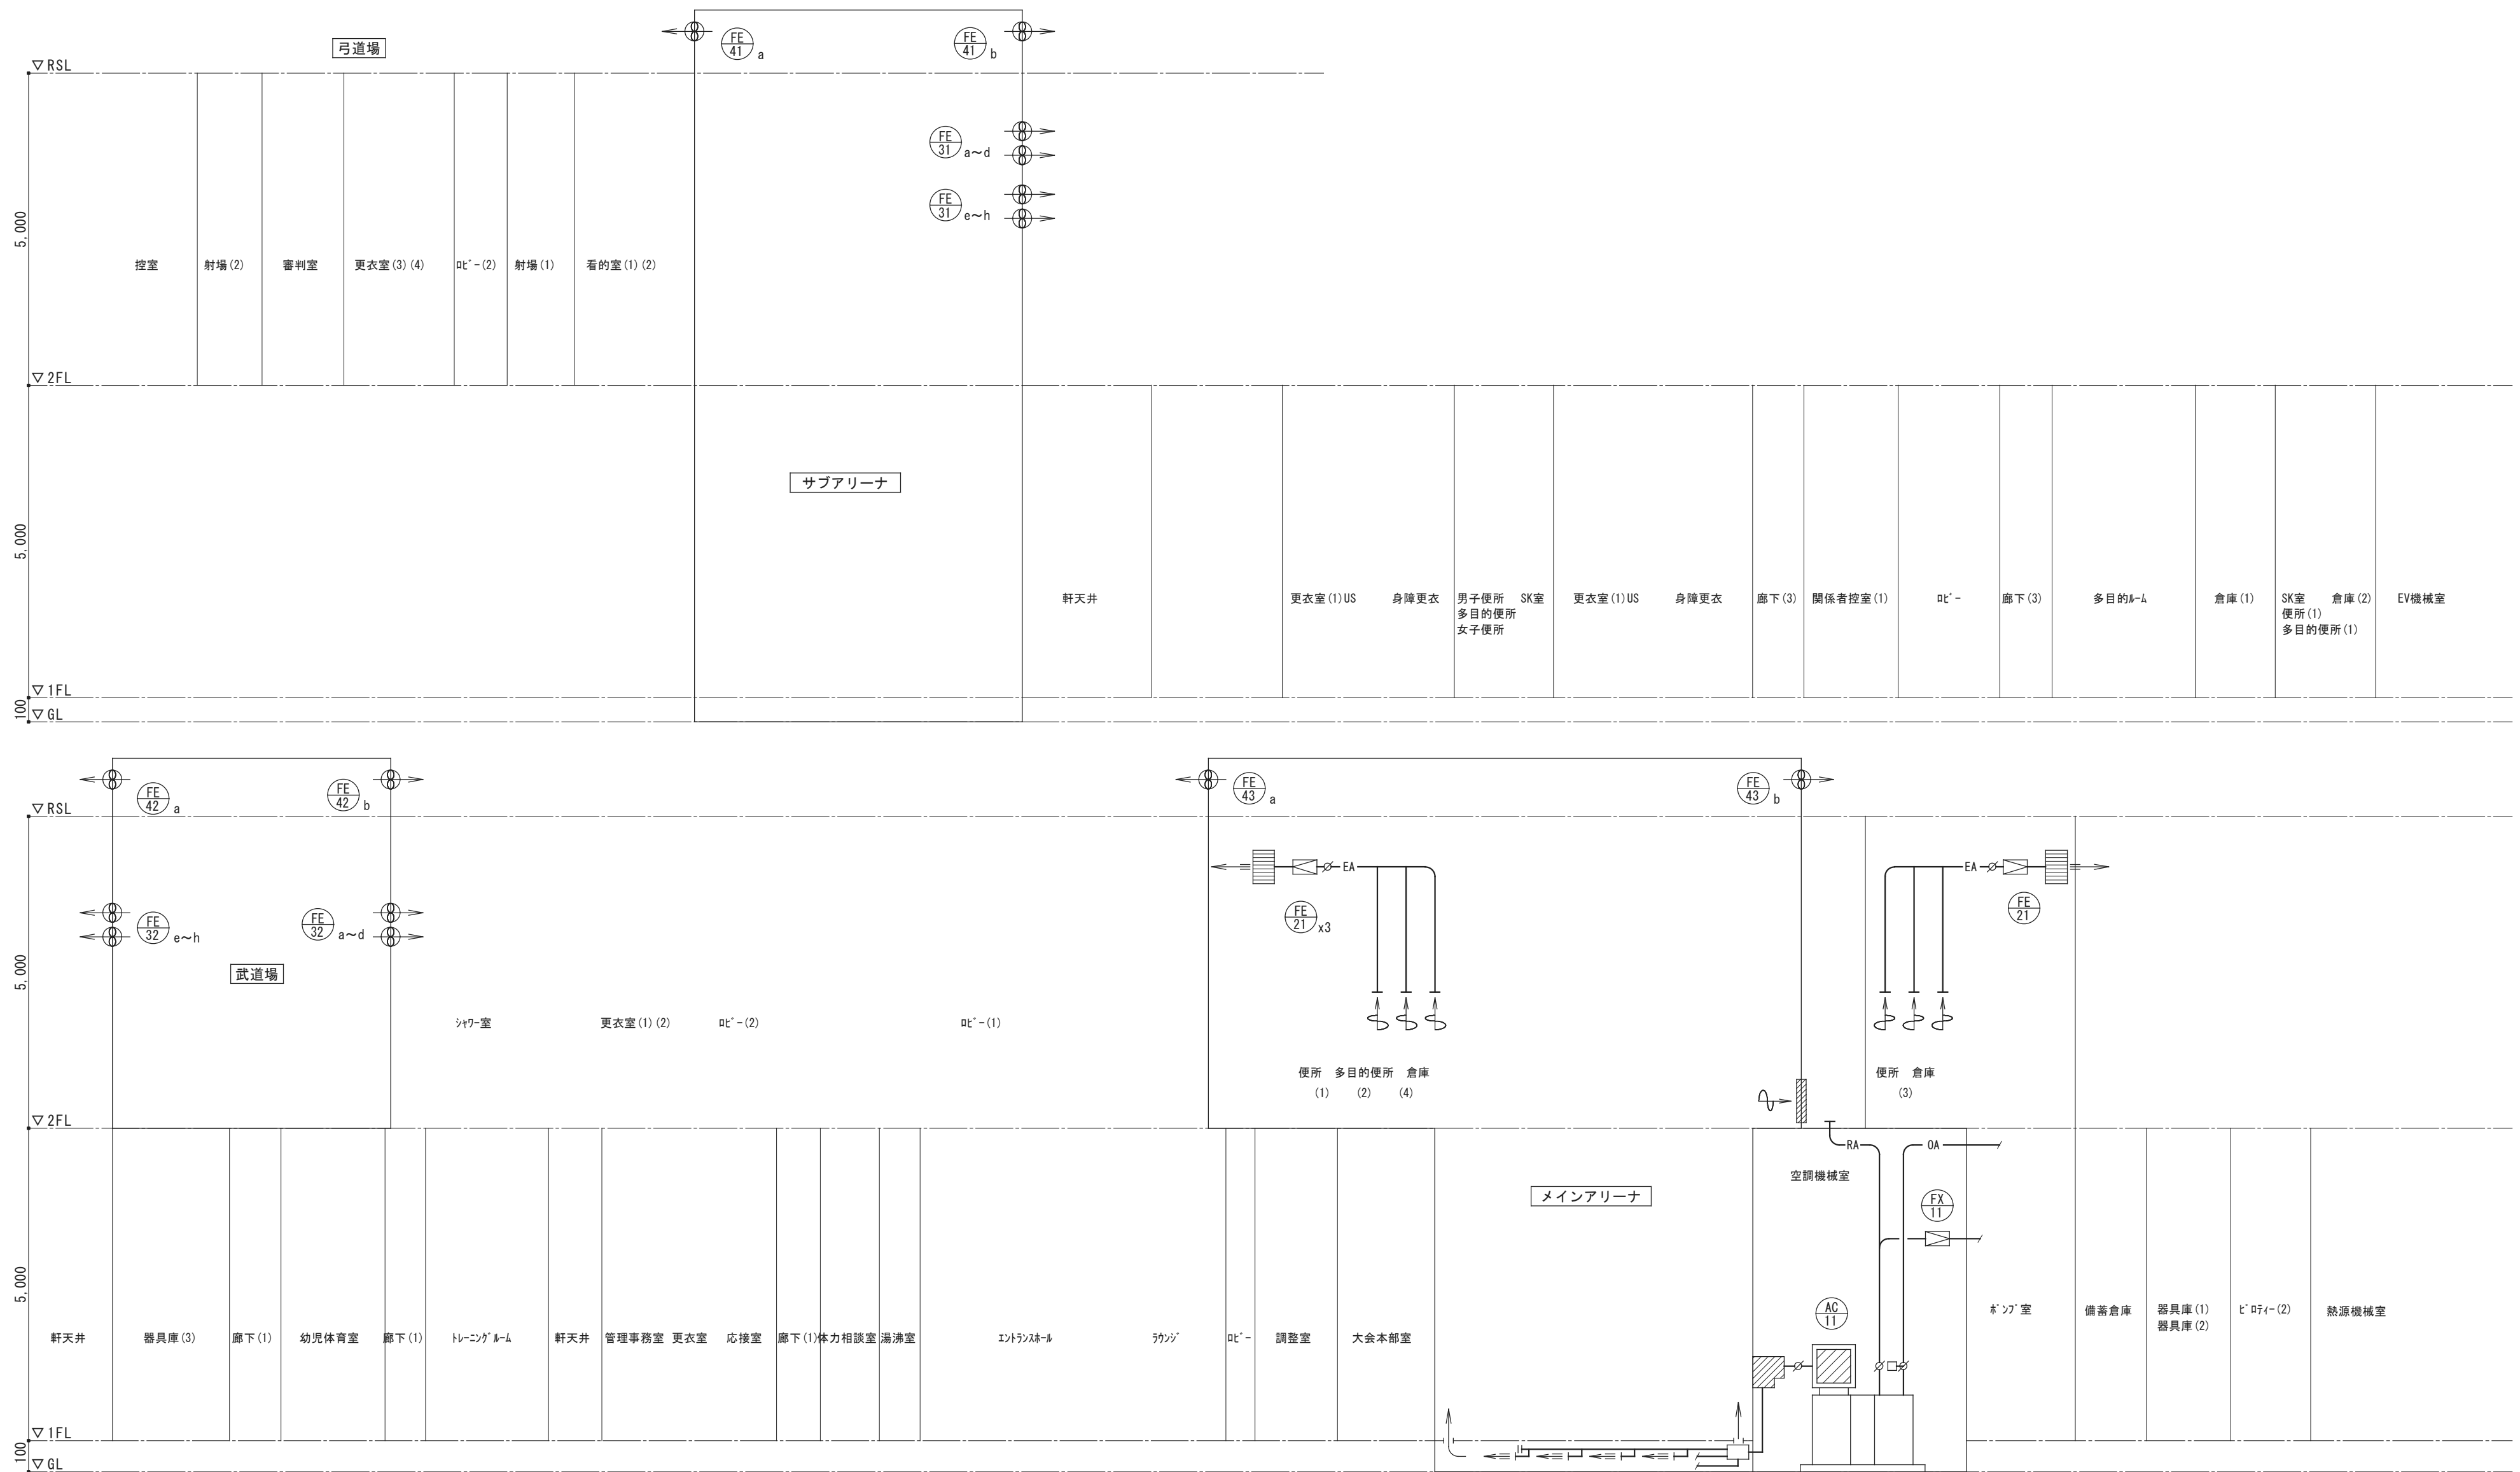 FE
41 a
FE
41 b
弓道場
▽RSL
FE
31 a～d
FE
31 e～h
5,000
控室
射場(2)
審判室
更衣室(3)(4)
ﾛﾋﾞｰ(2)
射場(1)
看的室(1)(2)
▽2FL
サブアリーナ
5,000
軒天井
更衣室(1)US
身障更衣
男子便所 SK室
多目的便所
女子便所
更衣室(1)US
身障更衣
廊下(3)
関係者控室(1)
ﾛﾋﾞｰ
廊下(3)
多目的ﾙｰﾑ
倉庫(1)
SK室 倉庫(2)
便所(1)
多目的便所(1)
EV機械室
▽1FL
100
▽GL
FE
42 a
FE
42 b
FE
43 a
FE
43 b
▽RSL
EA
EA
FE
21 x3
FE
21
FE
32 e～h
FE
32 a～d
武道場
5,000
ｼｬﾜｰ室
更衣室(1)(2)
ﾛﾋﾞｰ(2)
ﾛﾋﾞｰ(1)
便所 多目的便所 倉庫
(1) (2) (4)
便所 倉庫
(3)
▽2FL
RA
OA
空調機械室
メインアリーナ
FX
11
5,000
AC
11
軒天井
器具庫(3)
廊下(1)
幼児体育室
廊下(1)
ﾄﾚｰﾆﾝｸﾞﾙｰﾑ
軒天井
管理事務室
更衣室
応接室
廊下(1)
体力相談室
湯沸室
ｴﾝﾄﾗﾝｽﾎｰﾙ
ﾗｳﾝｼﾞ
ﾛﾋﾞｰ
調整室
大会本部室
ﾎﾟﾝﾌﾟ室
備蓄倉庫
器具庫(1)
器具庫(2)
ﾋﾟﾛﾃｨｰ(2)
熱源機械室
▽1FL
100
▽GL